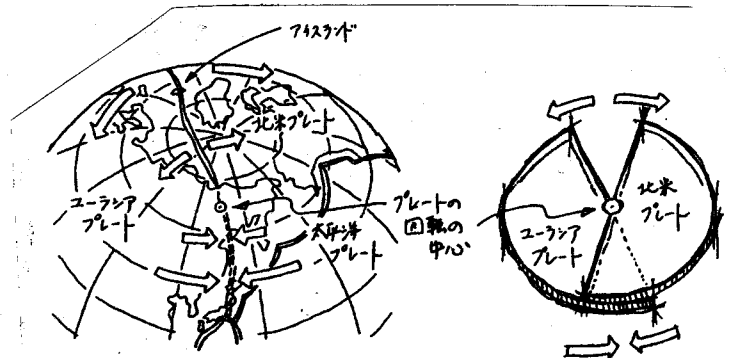 アイスランド
北米プレート
ユーラシア
プレート
太平洋
プレート
プレートの
回転の
中心
北米
プレート
ユーラシア
プレート